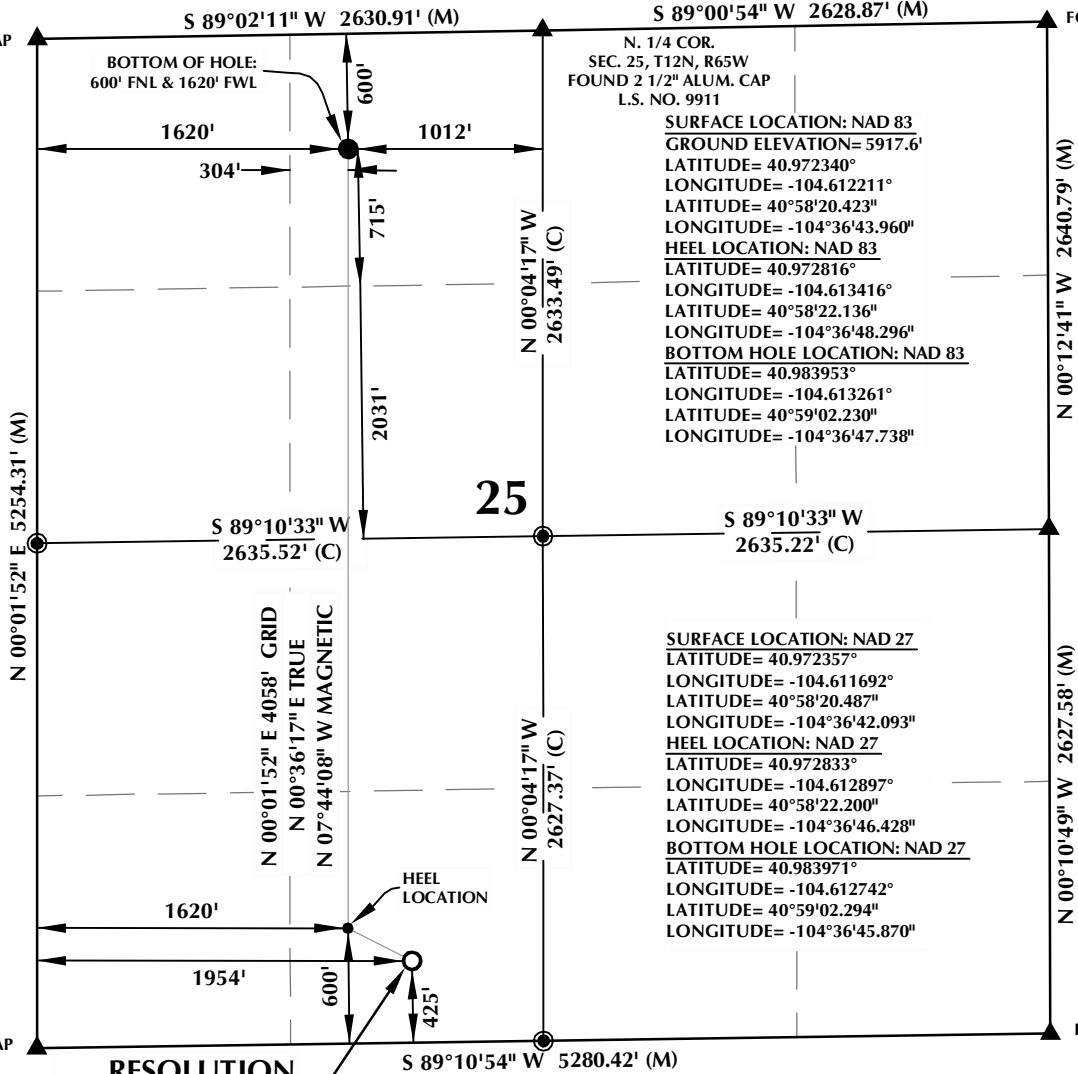 S 89°02'11" W 2630.91' (M)
S 89°00'54" W 2628.87' (M)
BOTTOM OF HOLE:
600' FNL & 1620' FWL
600'
N. 1/4 COR.
SEC. 25, T12N, R65W
FOUND 2 1/2" ALUM. CAP
L.S. NO. 9911
1620'
1012'
304'
715'
2031'
N 00°04'17" W
2633.49' (C)
SURFACE LOCATION: NAD 83
GROUND ELEVATION= 5917.6'
LATITUDE= 40.972340°
LONGITUDE= -104.612211°
LATITUDE= 40°58'20.423"
LONGITUDE= -104°36'43.960"
HEEL LOCATION: NAD 83
LATITUDE= 40.972816°
LONGITUDE= -104.613416°
LATITUDE= 40°58'22.136"
LONGITUDE= -104°36'48.296"
BOTTOM HOLE LOCATION: NAD 83
LATITUDE= 40.983953°
LONGITUDE= -104.613261°
LATITUDE= 40°59'02.230"
LONGITUDE= -104°36'47.738"
N 00°12'41" W 2640.79' (M)
N 00°01'52" E 5254.31' (M)
25
S 89°10'33" W
2635.52' (C)
S 89°10'33" W
2635.22' (C)
N 00°01'52" E 4058' GRID
N 00°36'17" E TRUE
N 07°44'08" W MAGNETIC
N 00°04'17" W
2627.37' (C)
SURFACE LOCATION: NAD 27
LATITUDE= 40.972357°
LONGITUDE= -104.611692°
LATITUDE= 40°58'20.487"
LONGITUDE= -104°36'42.093"
HEEL LOCATION: NAD 27
LATITUDE= 40.972833°
LONGITUDE= -104.612897°
LATITUDE= 40°58'22.200"
LONGITUDE= -104°36'46.428"
BOTTOM HOLE LOCATION: NAD 27
LATITUDE= 40.983971°
LONGITUDE= -104.612742°
LATITUDE= 40°59'02.294"
LONGITUDE= -104°36'45.870"
N 00°10'49" W 2627.58' (M)
HEEL
LOCATION
1620'
1954'
600'
425'
S 89°10'54" W 5280.42' (M)
RESOLUTION